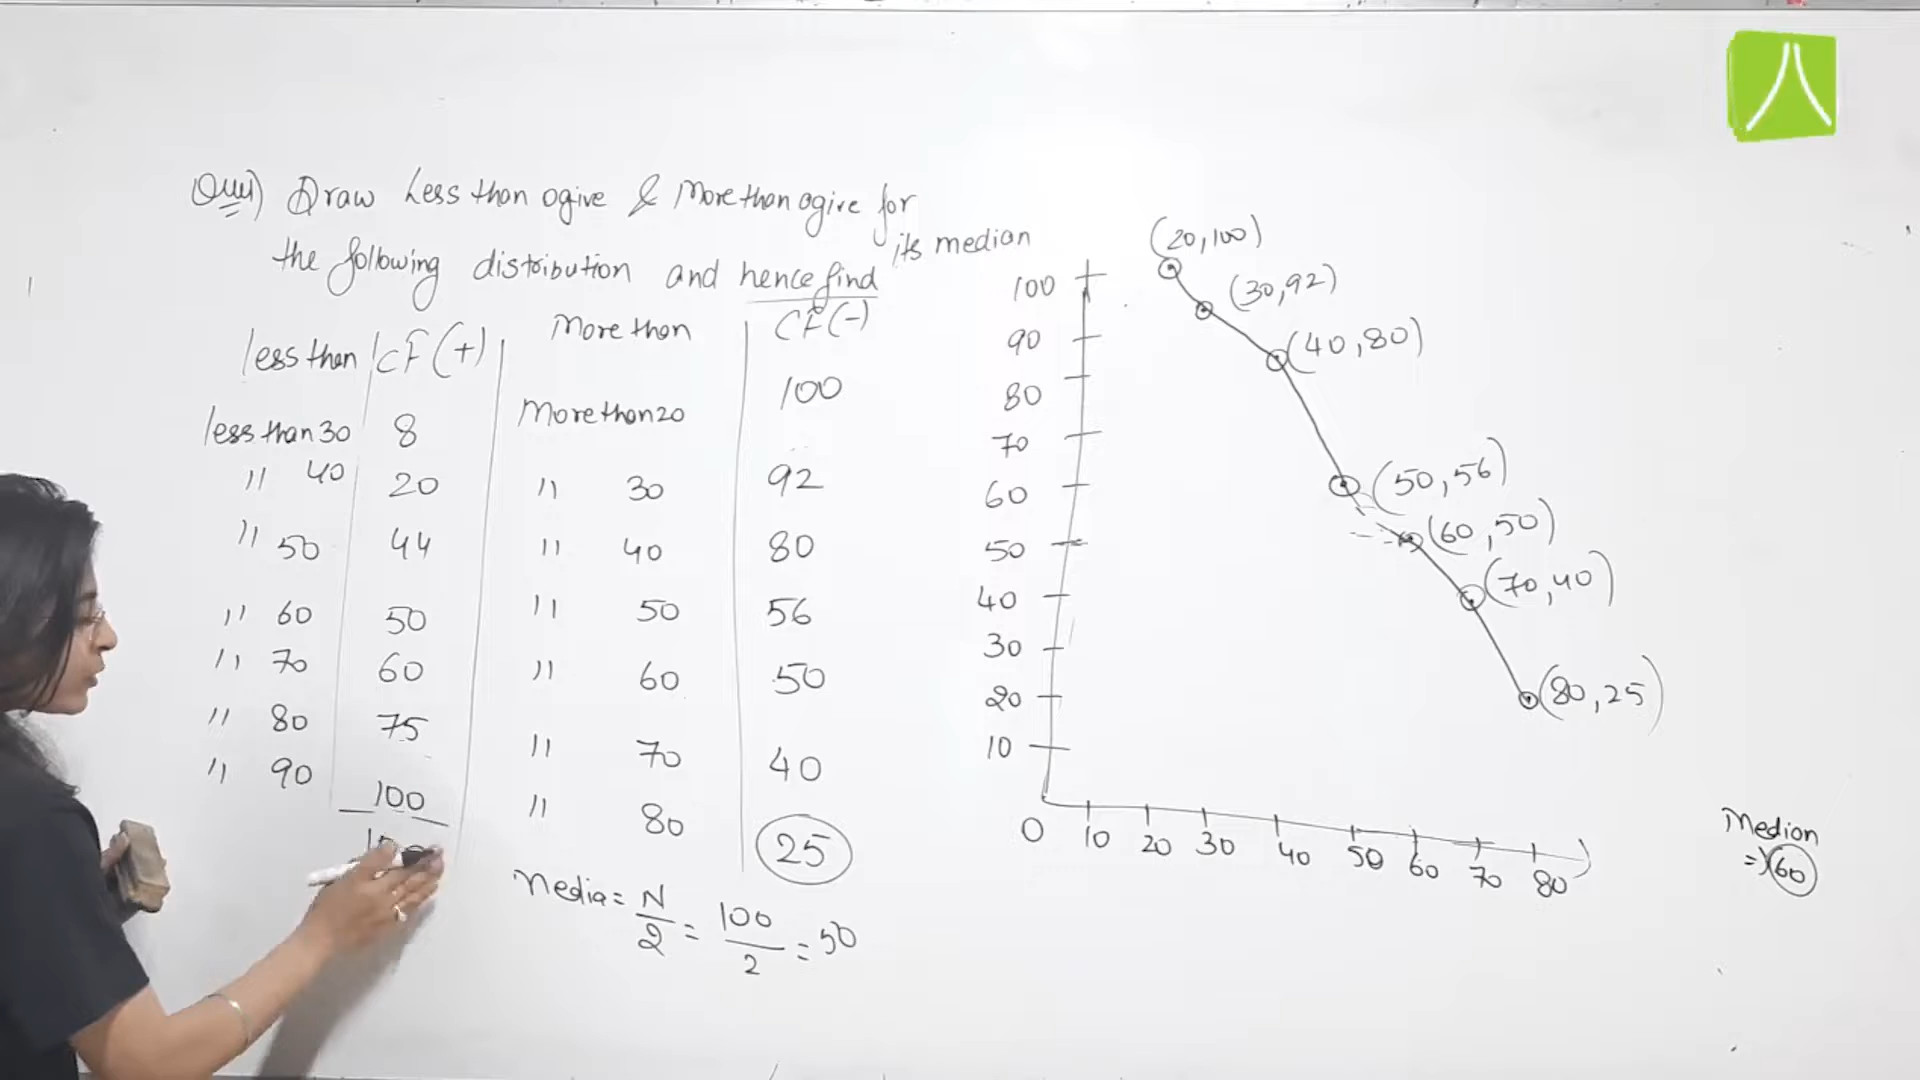 Ques) Draw Less than ogive & More than ogive for
the following distribution and hence find its median
less than CF(+) More than CF(-)
less than 30 8 More than 20 100
" 40 20 " 30 92
" 50 44 " 40 80
" 60 50 " 50 56
" 70 60 " 60 50
" 80 75 " 70 40
" 90 100 " 80 25
Media = N/2 = 100/2 = 50
(20,100)
(30,92)
(40,80)
(50,56)
(60,50)
(70,40)
(80,25)
100
90
80
70
60
50
40
30
20
10
0 10 20 30 40 50 60 70 80
Median
=) 60